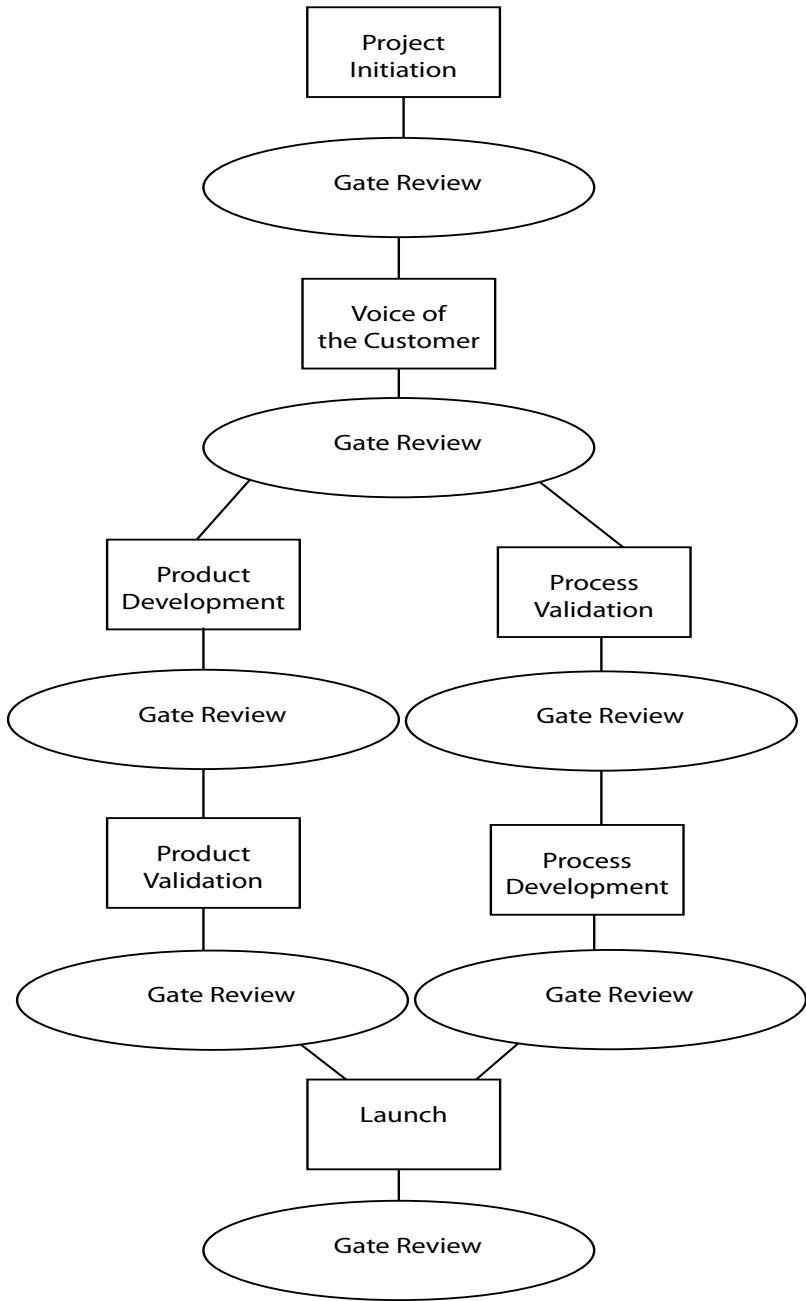 Project
Initiation
Gate Review
Voice of
the Customer
Gate Review
Product
Development
Process
Validation
Gate Review
Gate Review
Product
Validation
Process
Development
Gate Review
Gate Review
Launch
Gate Review